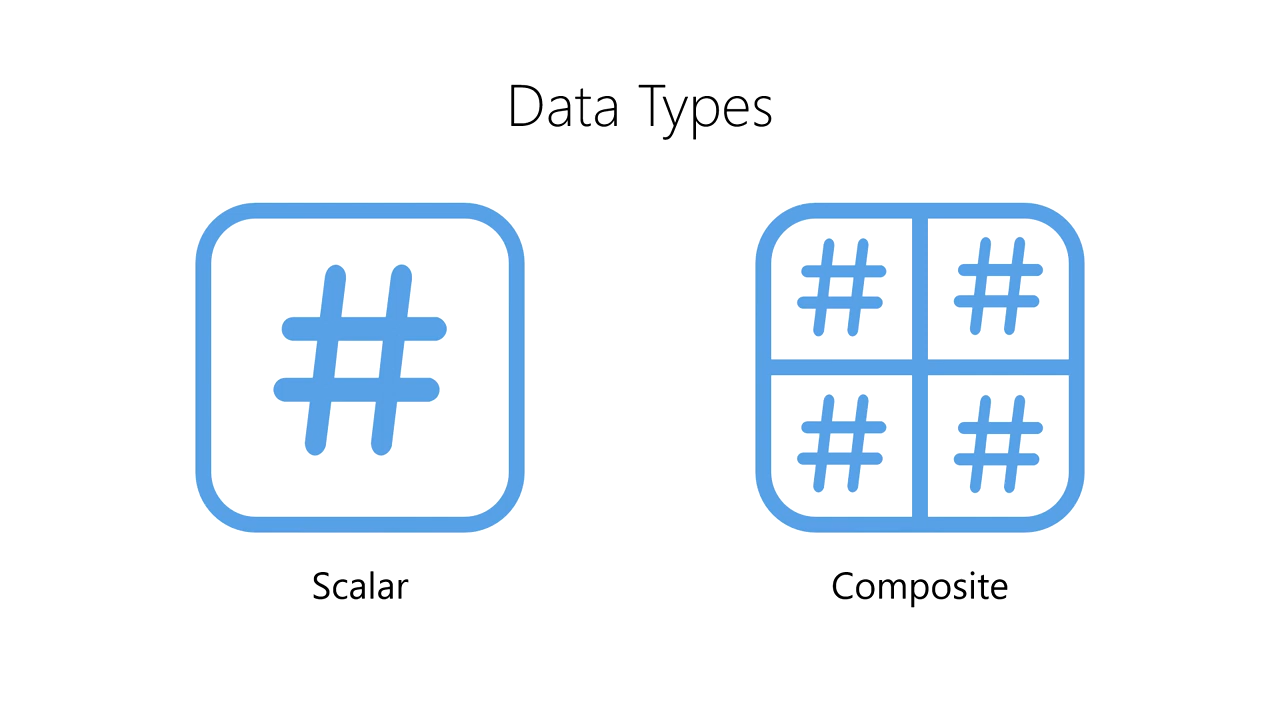 Data Types
#
# #
# #
Scalar
Composite